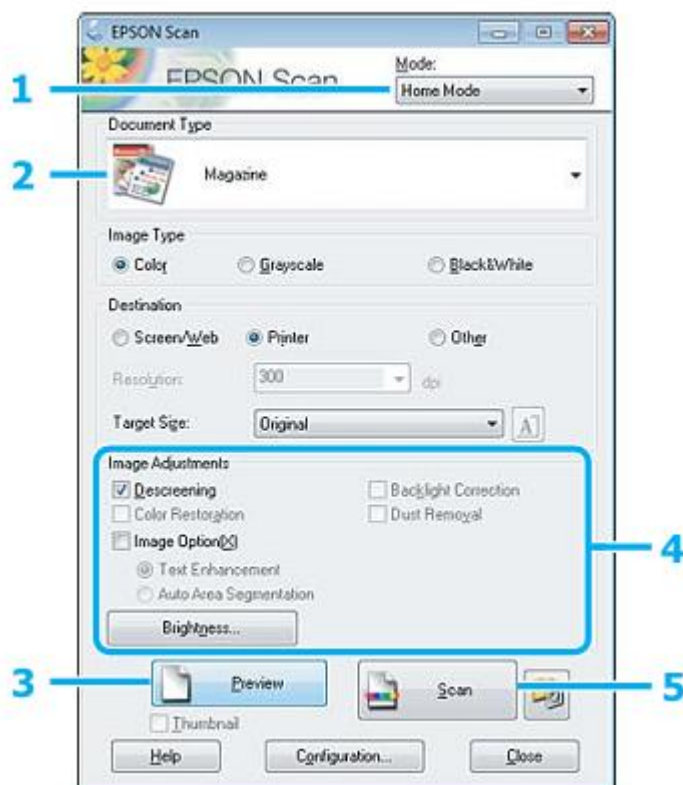 EPSON Scan
EPSON Scan
Mode:
1
Home Mode
Document Type
2
Magazine
Image Type
Color Grayscale Black&White
Destination
Screen/Web Printer Other
Resolution: 300 dpi
Target Size: Original A
Image Adjustments
Descreening Backlight Correction
Color Restoration Dust Removal
Image Option(X)
4
Text Enhancement
Auto Area Segmentation
Brightness...
3 Preview Scan 5
Thumbnail
Help Configuration... Close